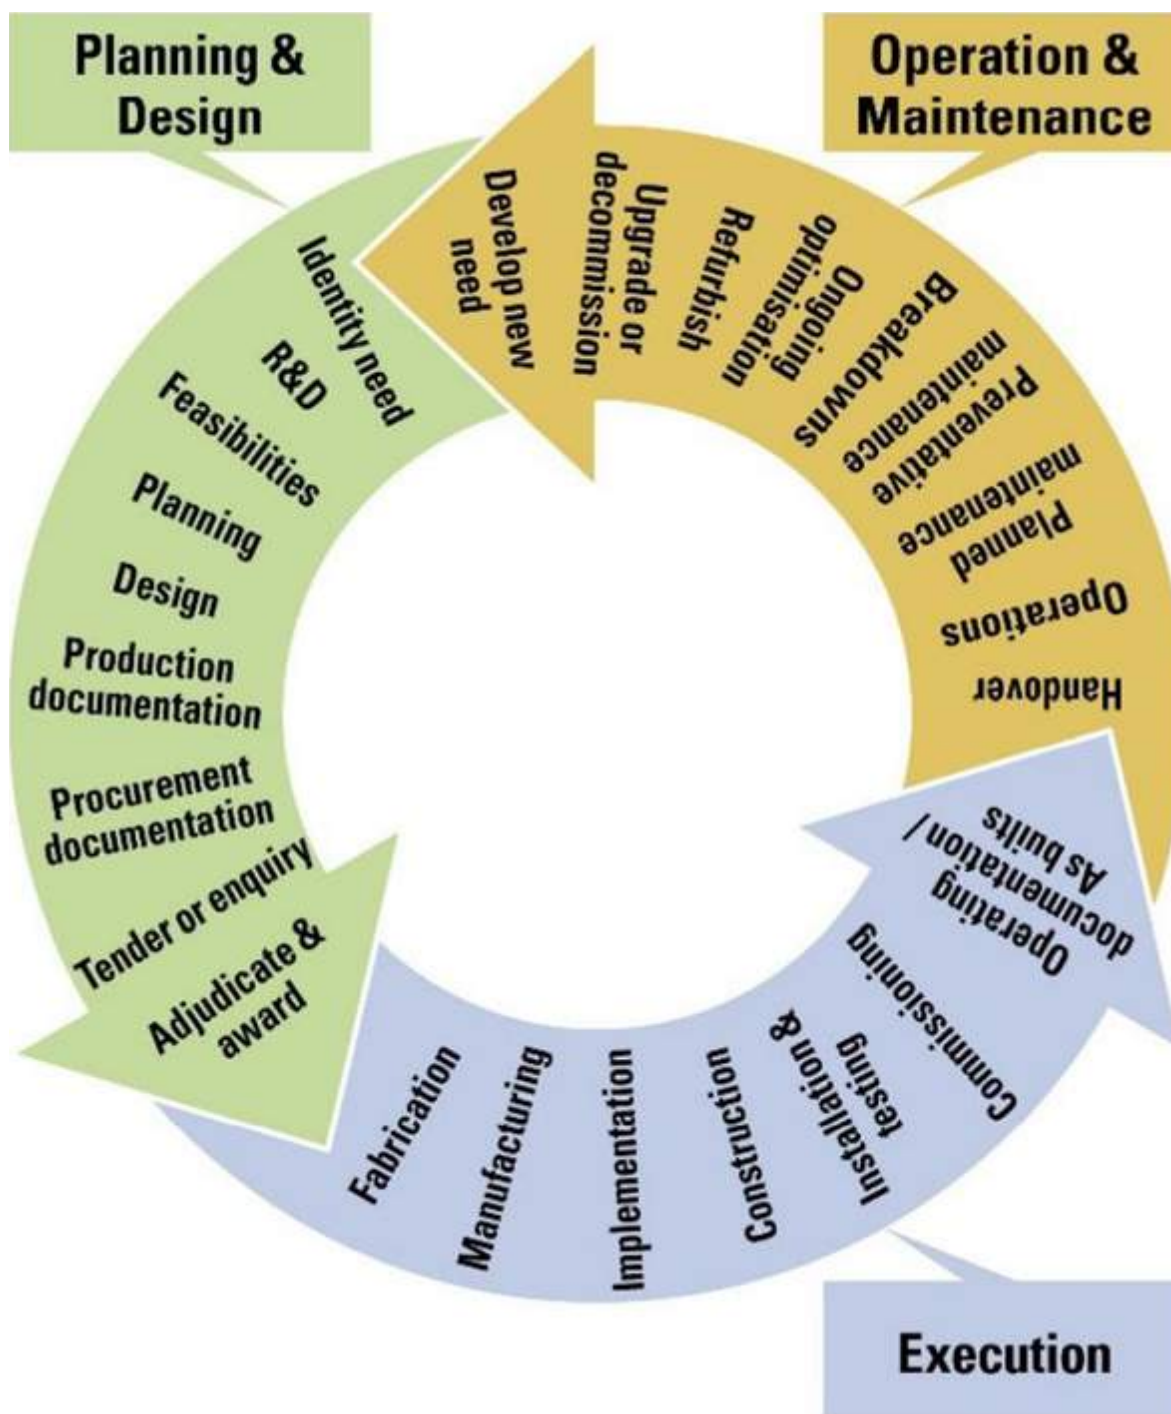 Planning &
Design
Operation &
Maintenance
Identity need
R&D
Feasibilities
Planning
Design
Production
documentation
Procurement
documentation
Tender or enquiry
Adjudicate &
award
Fabrication
Manufacturing
Implementation
Construction
Installation &
testing
Commissioning
Operating
documentation /
As builts
Handover
Operations
Planned
maintenance
Preventative
maintenance
Breakdowns
Ongoing
optimisation
Refurbish
Upgrade or
decommission
Develop new
need
Execution